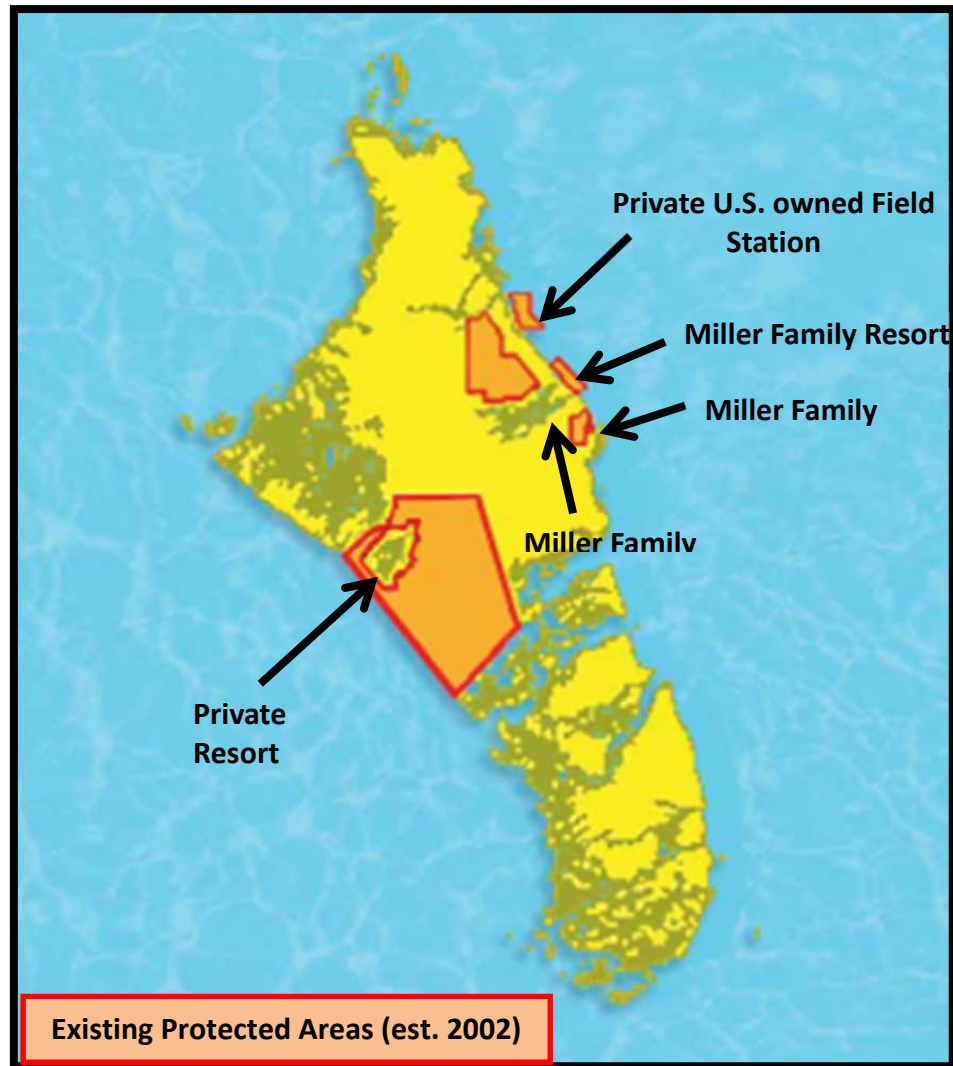 Private U.S. owned Field
Station
Miller Family Resort
Miller Family
Miller Family
Private
Resort
Existing Protected Areas (est. 2002)